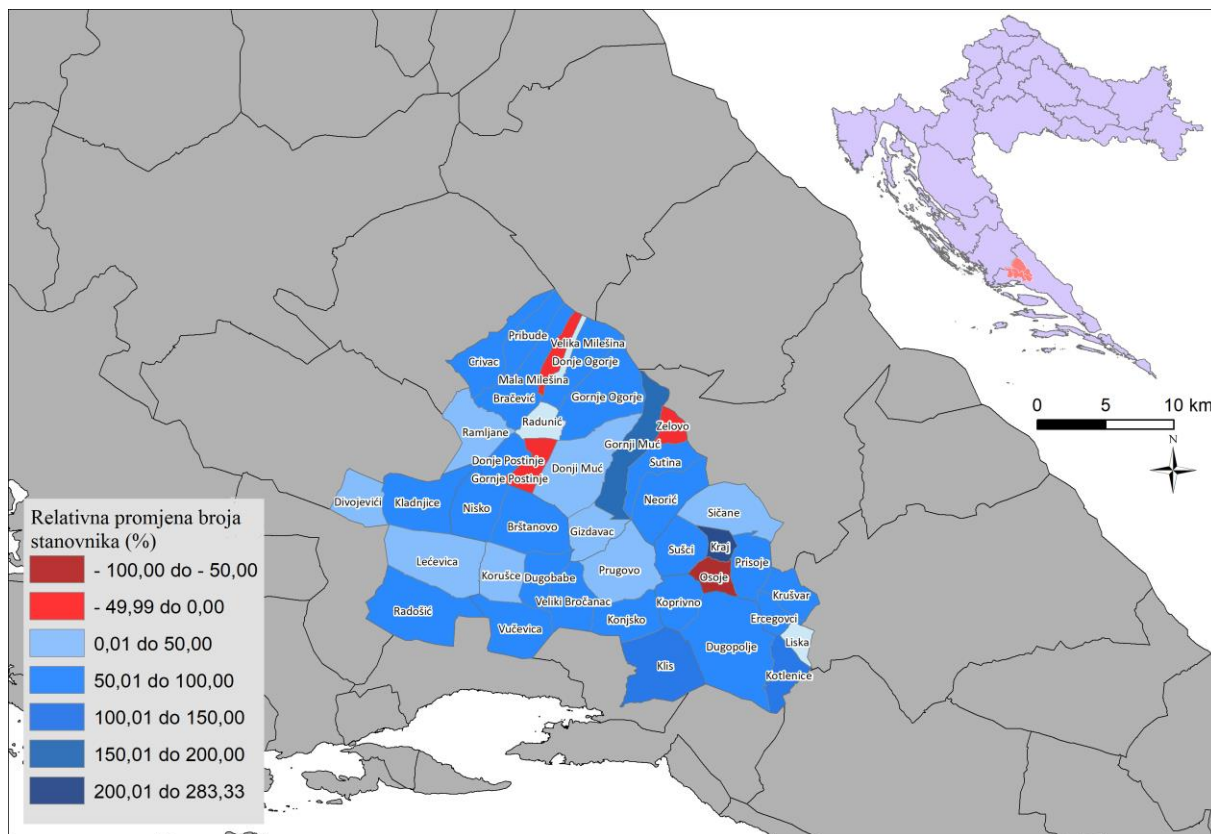 Pribude
Velika Milešina
Crivac
Donje Ogorje
Mala Milešina
Bračević
Gornje Ogorje
Radunić
Zelovo
Ramljane
Gornji Muć
Donje Postinje
Donji Muć
Sutina
Gornje Postinje
Divojevići
Kladnjice
Neorić
Nisko
Sičane
Brštanovo
Gizdavac
Sušci
Kraj
Lećevica
Prisoje
Korušce
Dugobabe
Prugovo
Osoje
Krušvar
Radošić
Veliki Bročanac
Koprivno
Konjsko
Ercegovci
Vučevica
Liska
Dugopolje
Klis
Kotlenice
0 5 10 km
N
Relativna promjena broja
stanovnika (%)
- 100,00 do - 50,00
- 49,99 do 0,00
0,01 do 50,00
50,01 do 100,00
100,01 do 150,00
150,01 do 200,00
200,01 do 283,33